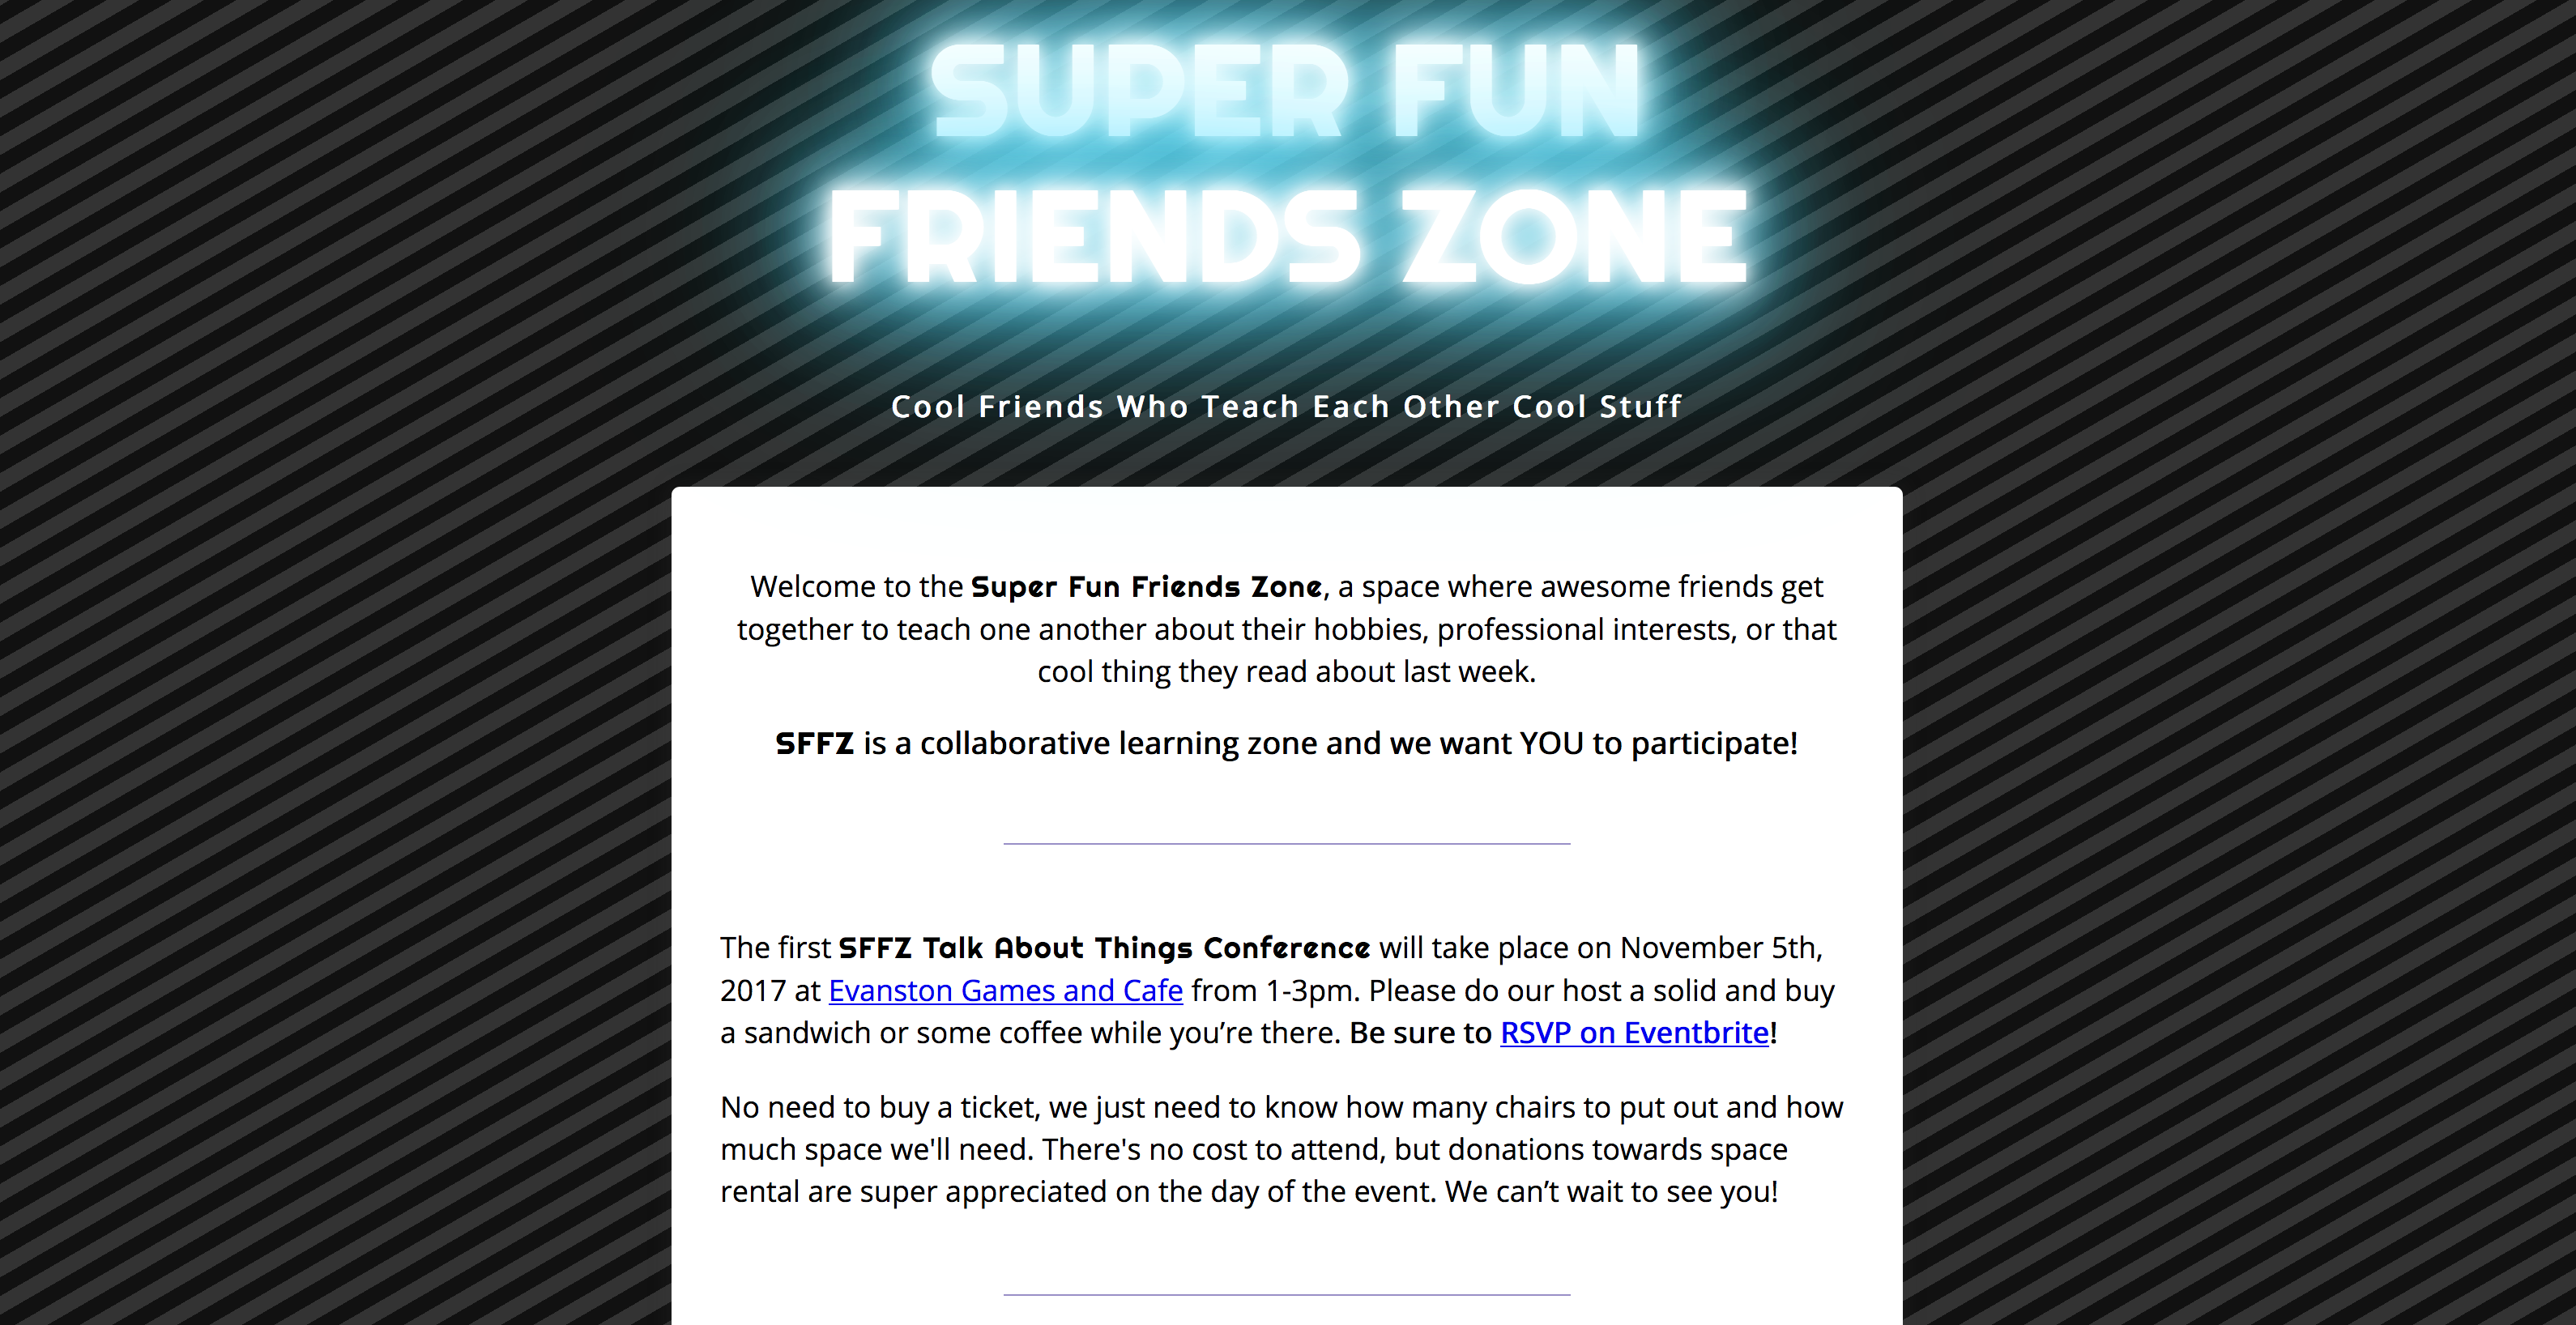 SUPER FUN
FRIENDS ZONE
Cool Friends Who Teach Each Other Cool Stuff
Welcome to the Super Fun Friends Zone, a space where awesome friends get
together to teach one another about their hobbies, professional interests, or that
cool thing they read about last week.
SFFZ is a collaborative learning zone and we want YOU to participate!
The first SFFZ Talk About Things Conference will take place on November 5th,
2017 at Evanston Games and Cafe from 1-3pm. Please do our host a solid and buy
a sandwich or some coffee while you’re there. Be sure to RSVP on Eventbrite!
No need to buy a ticket, we just need to know how many chairs to put out and how
much space we'll need. There's no cost to attend, but donations towards space
rental are super appreciated on the day of the event. We can’t wait to see you!